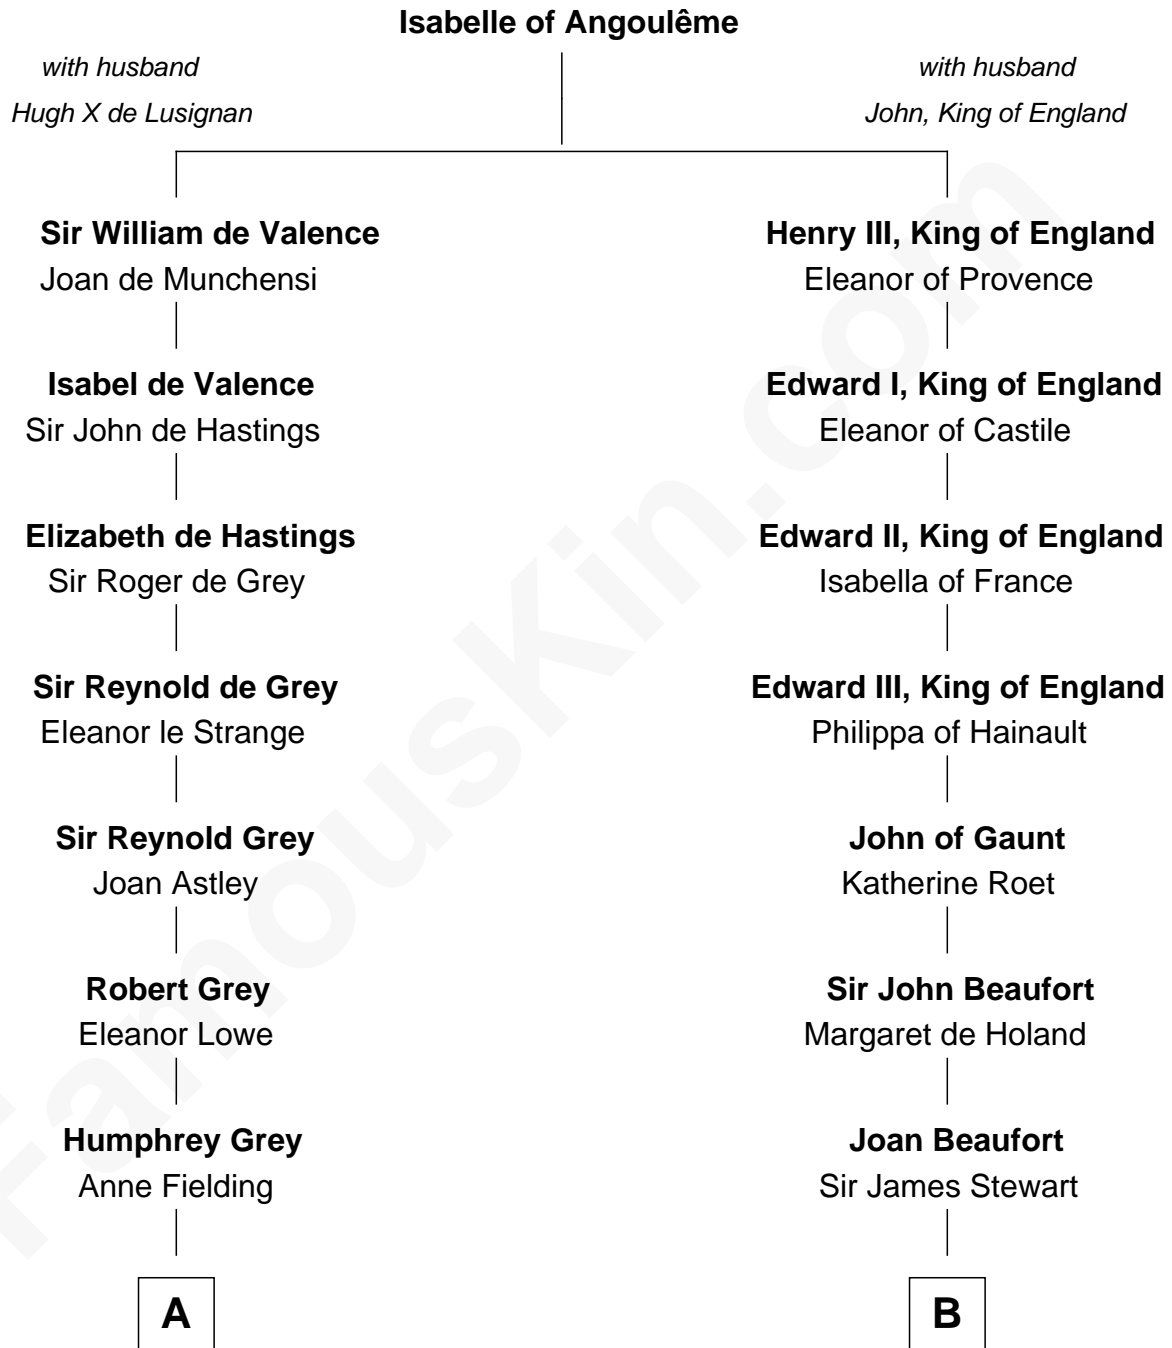 Isabelle of Angoulême
with husband
Hugh X de Lusignan
with husband
John, King of England
Sir William de Valence
Joan de Munchensi
Henry III, King of England
Eleanor of Provence
Isabel de Valence
Sir John de Hastings
Edward I, King of England
Eleanor of Castile
Elizabeth de Hastings
Sir Roger de Grey
Edward II, King of England
Isabella of France
Sir Reynold de Grey
Eleanor le Strange
Edward III, King of England
Philippa of Hainault
Sir Reynold Grey
Joan Astley
John of Gaunt
Katherine Roet
Robert Grey
Eleanor Lowe
Sir John Beaufort
Margaret de Holand
Humphrey Grey
Anne Fielding
Joan Beaufort
Sir James Stewart
A
B
FamousKin.com